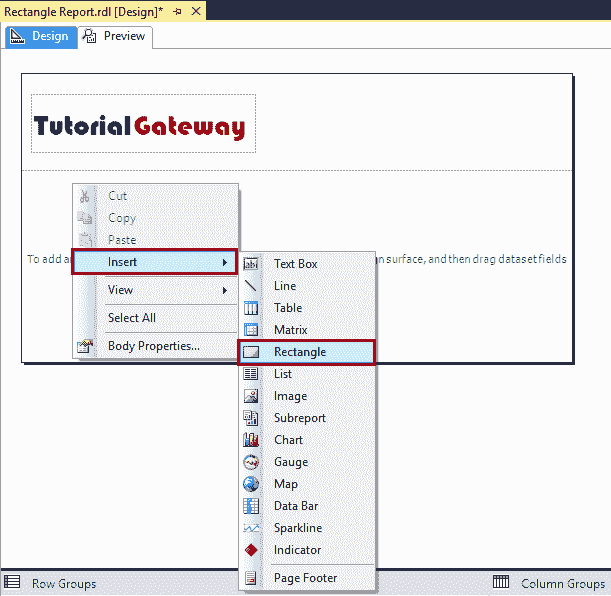 Rectangle Report.rdl [Design]*
Design Preview
Tutorial Gateway
Cut
Copy
Paste
To add a
n surface, and then drag dataset fields
Insert
View
Select All
Body Properties...
Text Box
Line
Table
Matrix
Rectangle
List
Image
Subreport
Chart
Gauge
Map
Data Bar
Sparkline
Indicator
Page Footer
Row Groups
Column Groups